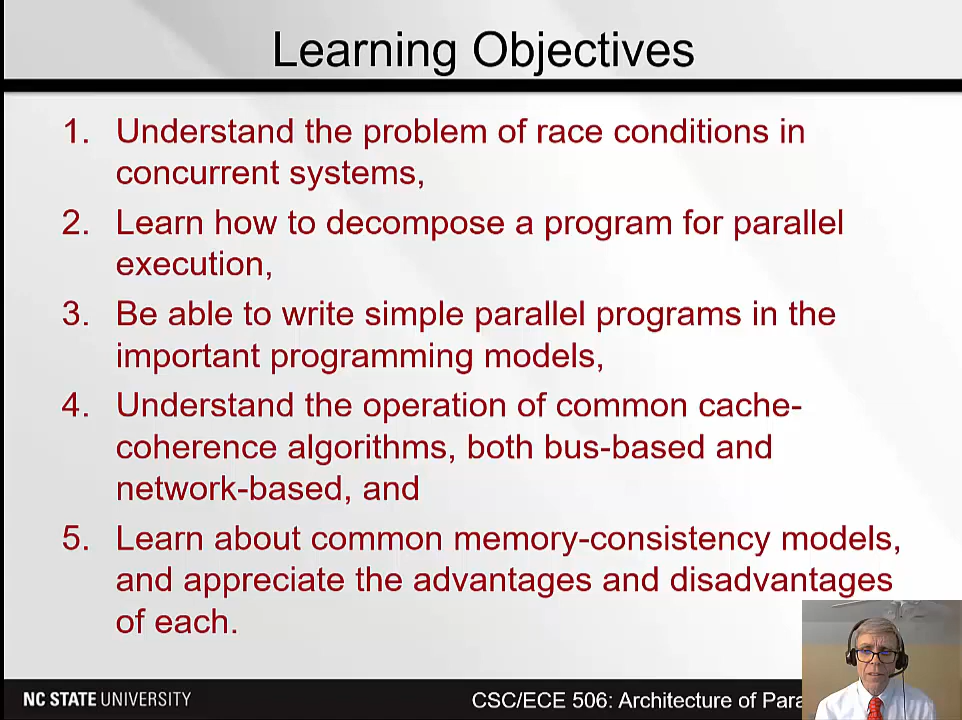 Learning Objectives
1. Understand the problem of race conditions in
concurrent systems,
2. Learn how to decompose a program for parallel
execution,
3. Be able to write simple parallel programs in the
important programming models,
4. Understand the operation of common cache-
coherence algorithms, both bus-based and
network-based, and
5. Learn about common memory-consistency models,
and appreciate the advantages and disadvantages
of each.
NC STATE UNIVERSITY
CSC/ECE 506: Architecture of Para